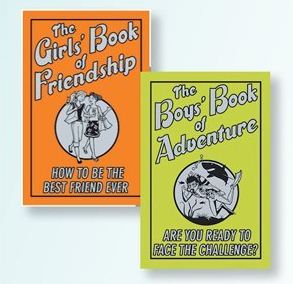 The
Girls' Book
of
Friendship
HOW TO BE THE
BEST FRIEND EVER
The
Boys' Book
of
Adventure
ARE YOU READY TO
FACE THE CHALLENGE?